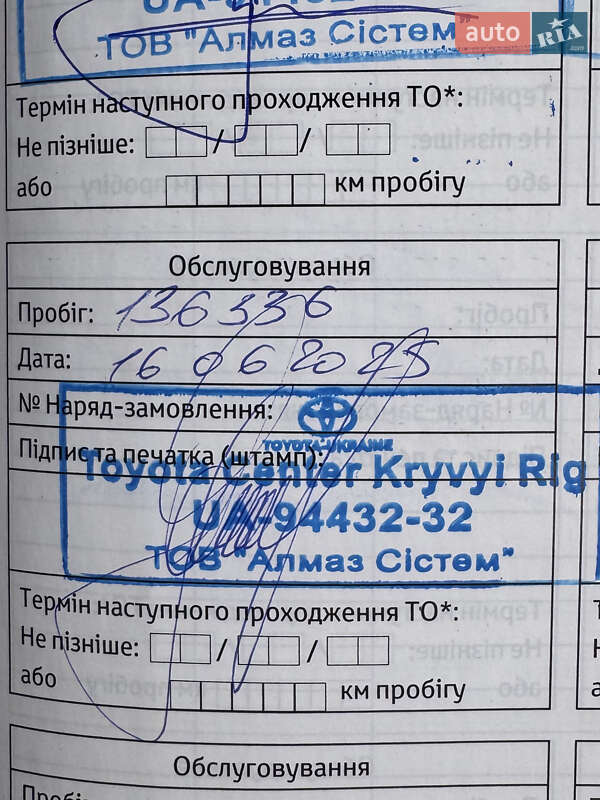 ТОВ "Алмаз Сістем"
auto RIA .com
Термін наступного проходження ТО*:
Не пізніше: / /
або км пробігу
Обслуговування
Пробіг: 136336
Дата: 16 06 2025
№ Наряд-замовлення:
TOYOTA-UKRAINE
Підпис та печатка (штамп):
Toyota Center Kryvyi Rig
UA-94432-32
ТОВ "Алмаз Сістем"
Термін наступного проходження ТО*:
Не пізніше: / /
або км пробігу
Обслуговування